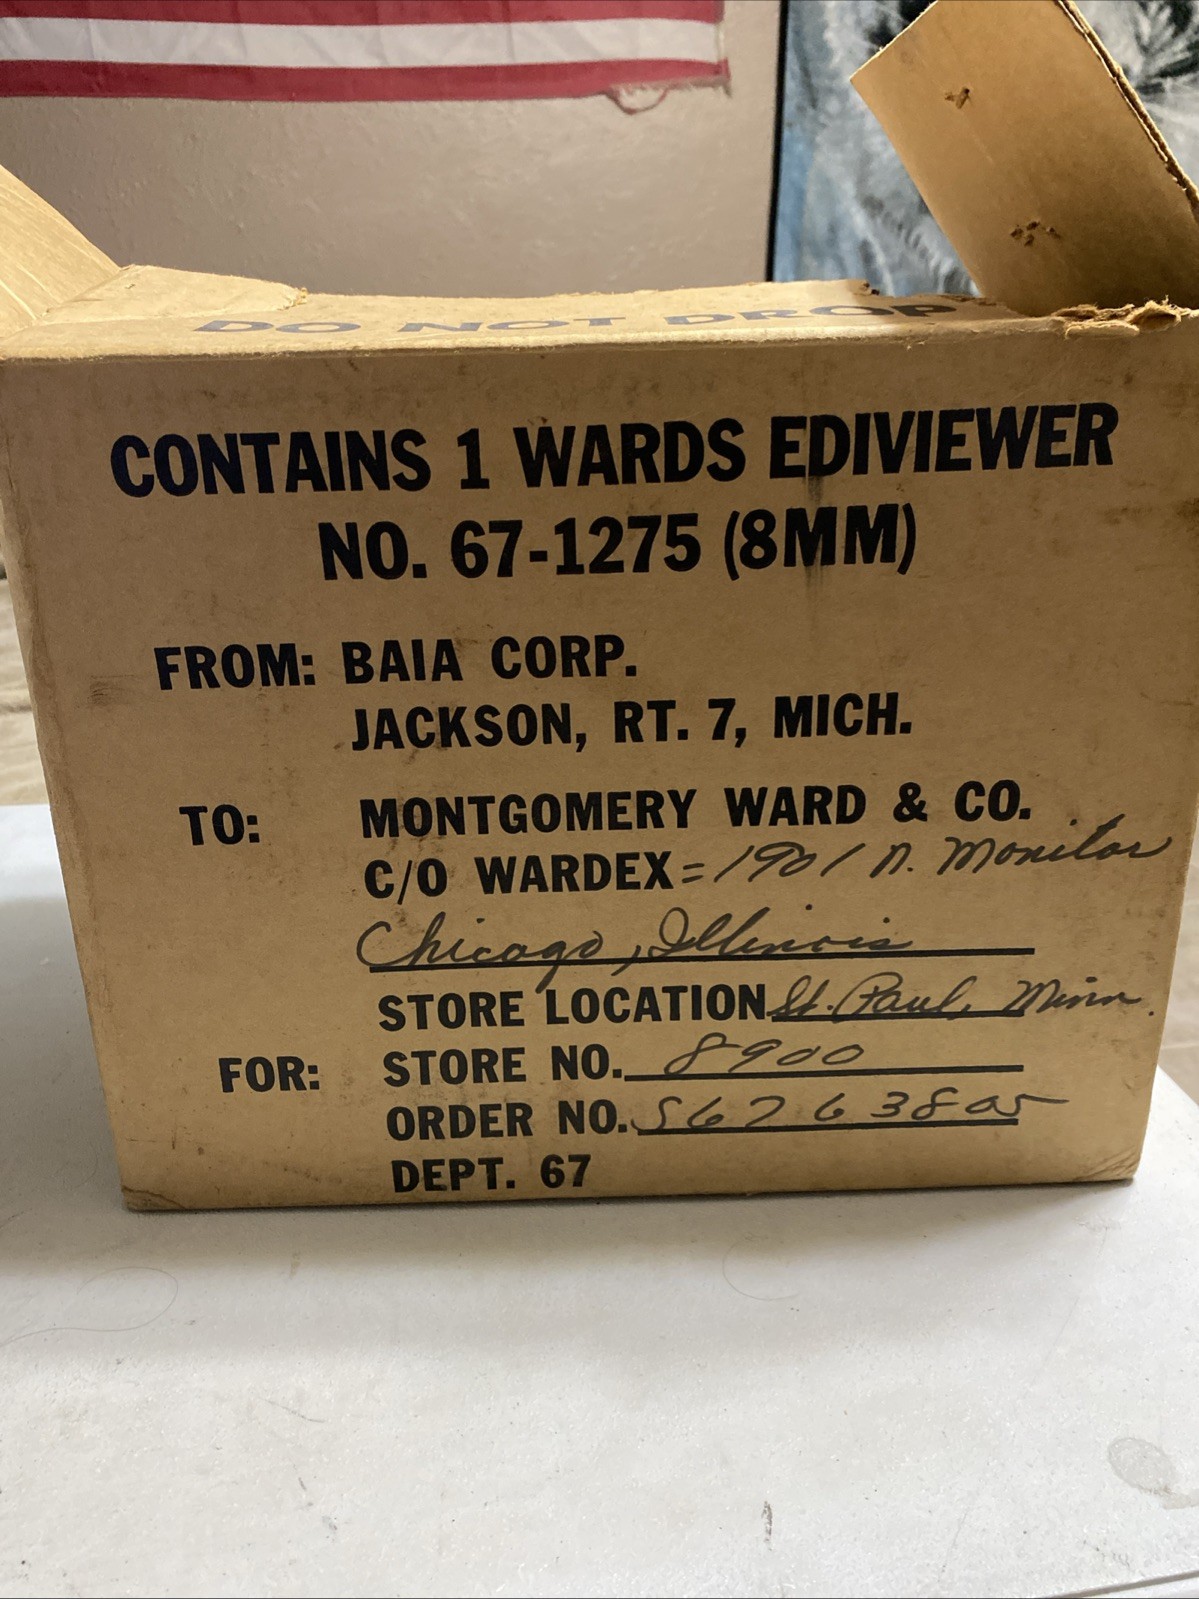 DO NOT DROP
CONTAINS 1 WARDS EDIVIEWER
NO. 67-1275 (8MM)
FROM: BAIA CORP.
JACKSON, RT. 7, MICH.
TO: MONTGOMERY WARD & CO.
C/O WARDEX = 1901 N. Monitor
Chicago, Illinois
STORE LOCATION St. Paul, Minn.
FOR: STORE NO. 8900
ORDER NO. S6763805
DEPT. 67